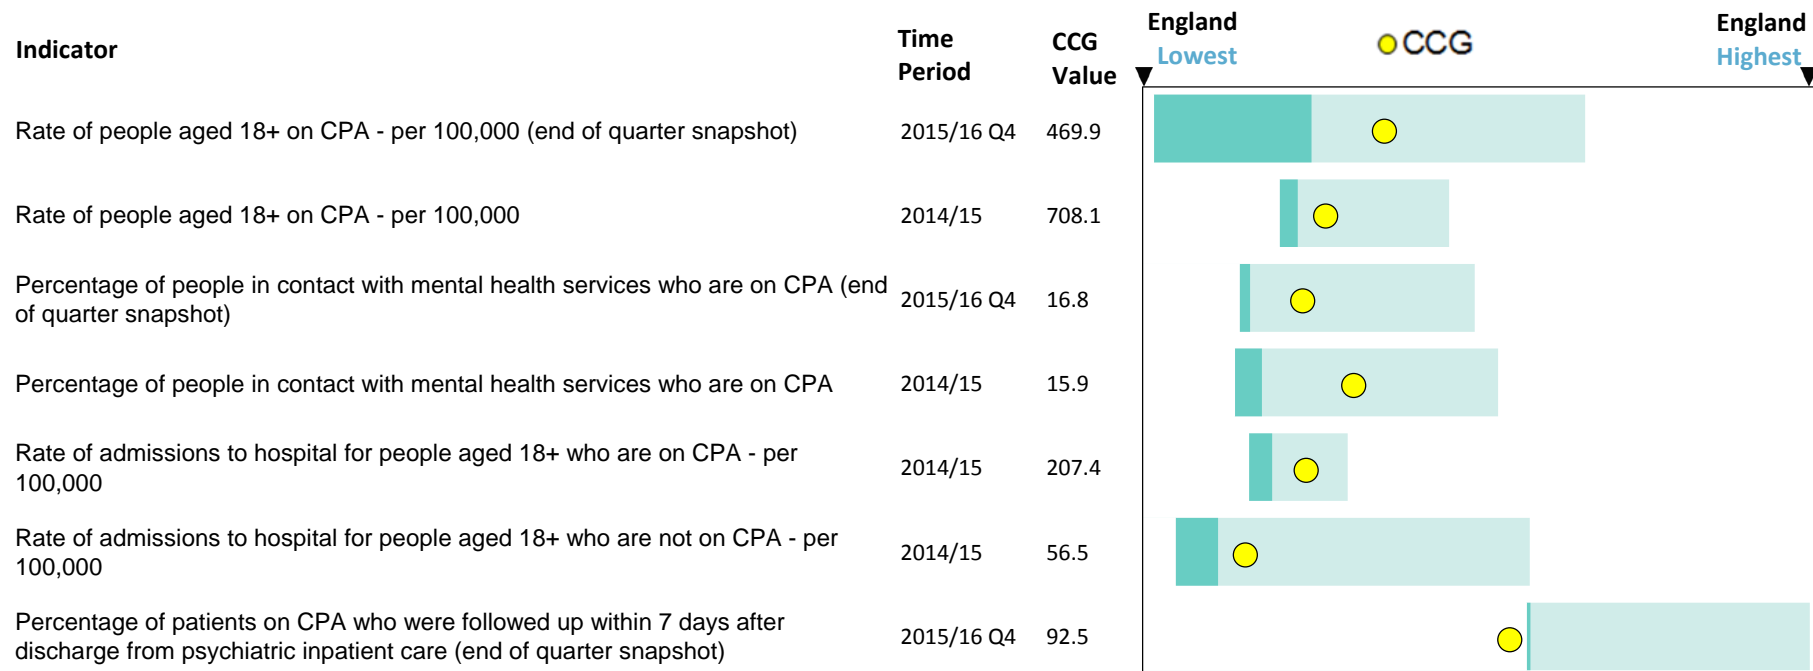 Indicator
Time Period
CCG Value
England Lowest
CCG
England Highest
Rate of people aged 18+ on CPA - per 100,000 (end of quarter snapshot) 2015/16 Q4 469.9
Rate of people aged 18+ on CPA - per 100,000 2014/15 708.1
Percentage of people in contact with mental health services who are on CPA (end
of quarter snapshot) 2015/16 Q4 16.8
Percentage of people in contact with mental health services who are on CPA 2014/15 15.9
Rate of admissions to hospital for people aged 18+ who are on CPA - per
100,000 2014/15 207.4
Rate of admissions to hospital for people aged 18+ who are not on CPA - per
100,000 2014/15 56.5
Percentage of patients on CPA who were followed up within 7 days after
discharge from psychiatric inpatient care (end of quarter snapshot) 2015/16 Q4 92.5